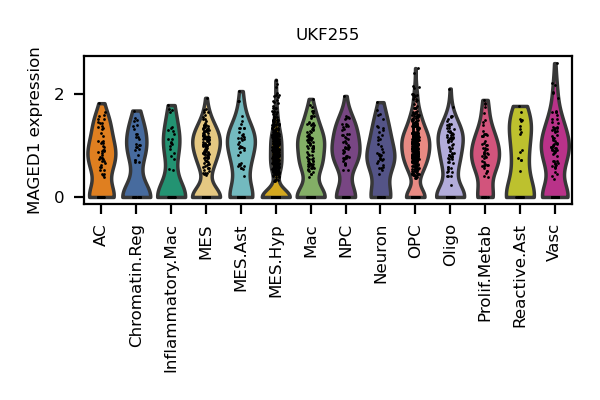 UKF255
MAGED1 expression
2
0
AC
Chromatin.Reg
Inflammatory.Mac
MES
MES.Ast
MES.Hyp
Mac
NPC
Neuron
OPC
Oligo
Prolif.Metab
Reactive.Ast
Vasc